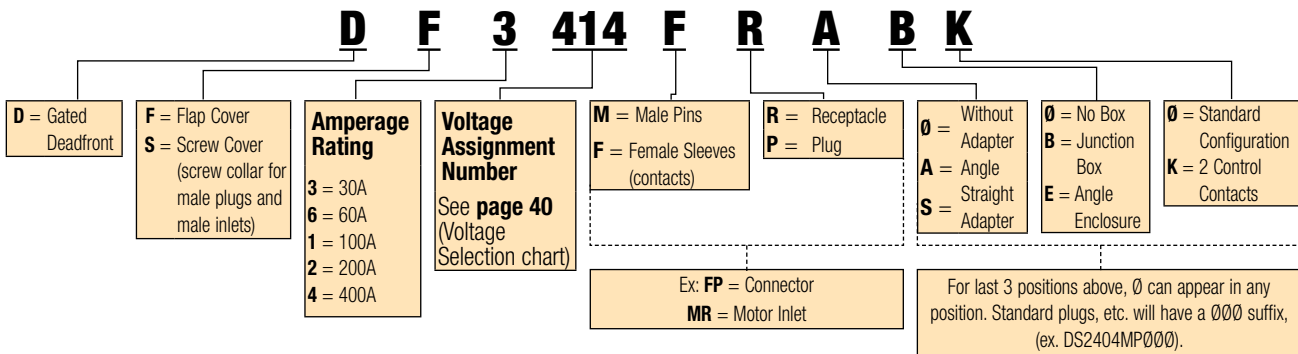 D F 3 414 F R A B K
D = Gated
Deadfront
F = Flap Cover
S = Screw Cover
(screw collar for
male plugs and
male inlets)
Amperage
Rating
3 = 30A
6 = 60A
1 = 100A
2 = 200A
4 = 400A
Voltage
Assignment
Number
See page 40
(Voltage
Selection chart)
M = Male Pins
F = Female Sleeves
(contacts)
R = Receptacle
P = Plug
Ø = Without
Adapter
A = Angle
S = Straight
Adapter
Ø = No Box
B = Junction
Box
E = Angle
Enclosure
Ø = Standard
Configuration
K = 2 Control
Contacts
Ex: FP = Connector
MR = Motor Inlet
For last 3 positions above, Ø can appear in any
position. Standard plugs, etc. will have a ØØØ suffix,
(ex. DS2404MPØØØ).